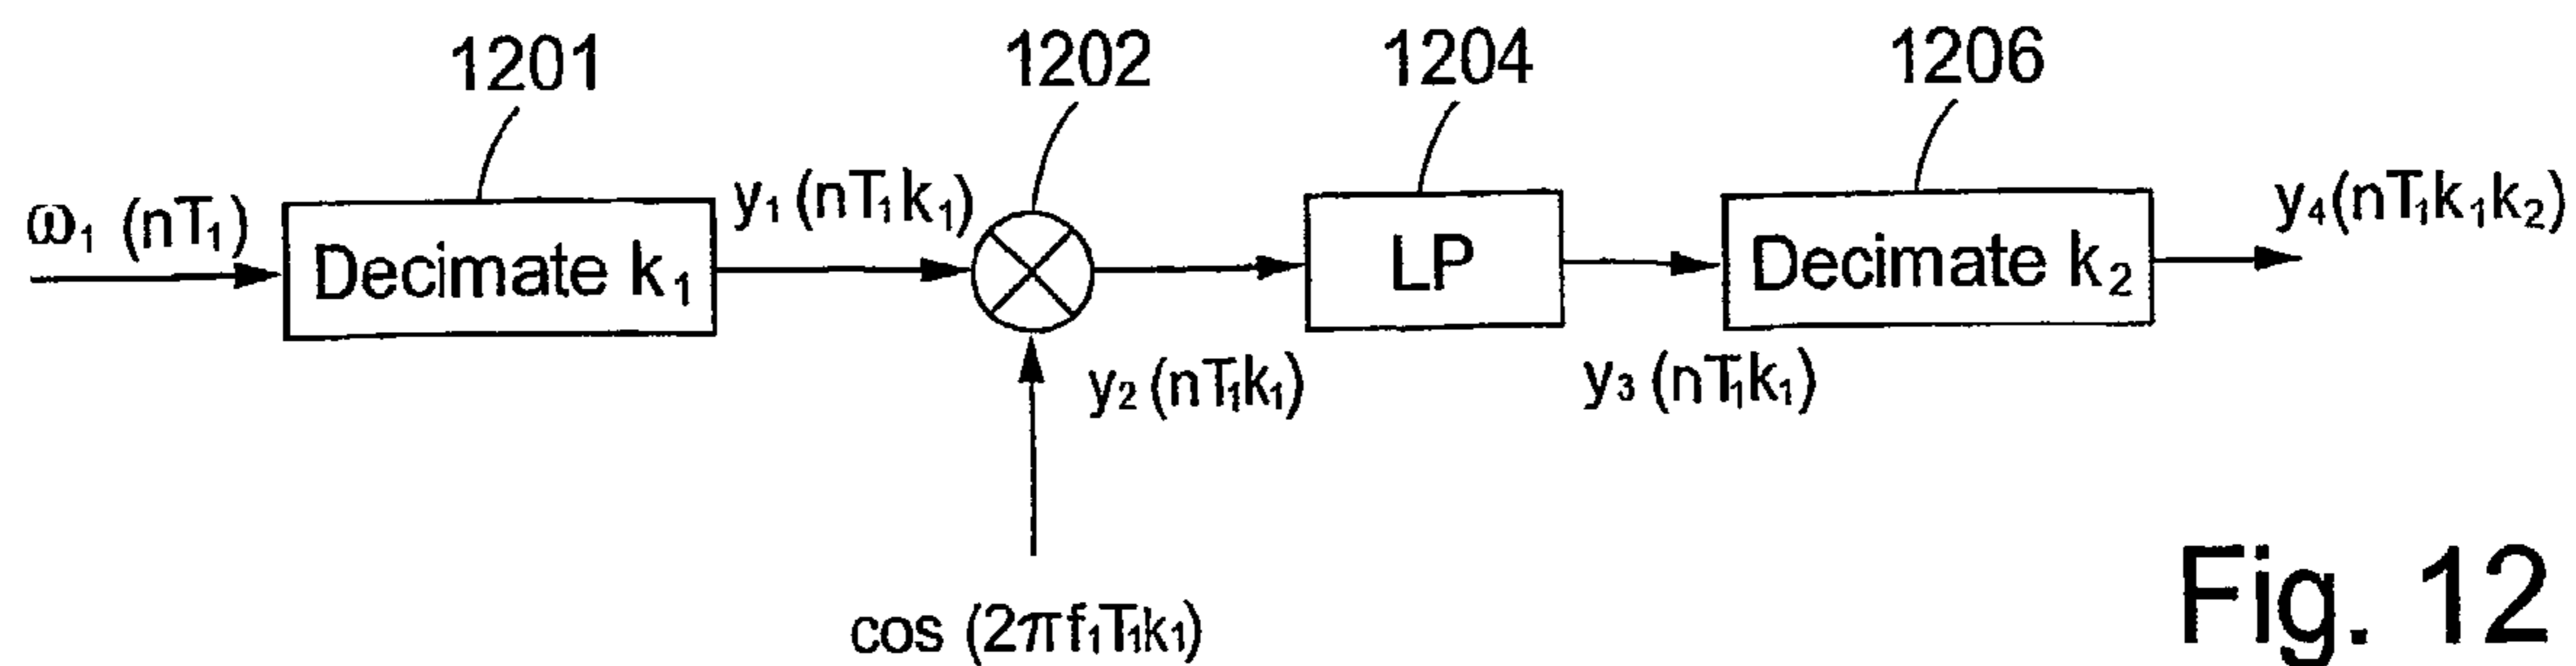 1201
1202
1204
1206
ω₁ (nT₁)
Decimate k₁
y₁ (nT₁k₁)
LP
Decimate k₂
y₄(nT₁k₁k₂)
y₂ (nT₁k₁)
y₃ (nT₁k₁)
cos (2πf₁T₁k₁)
Fig. 12